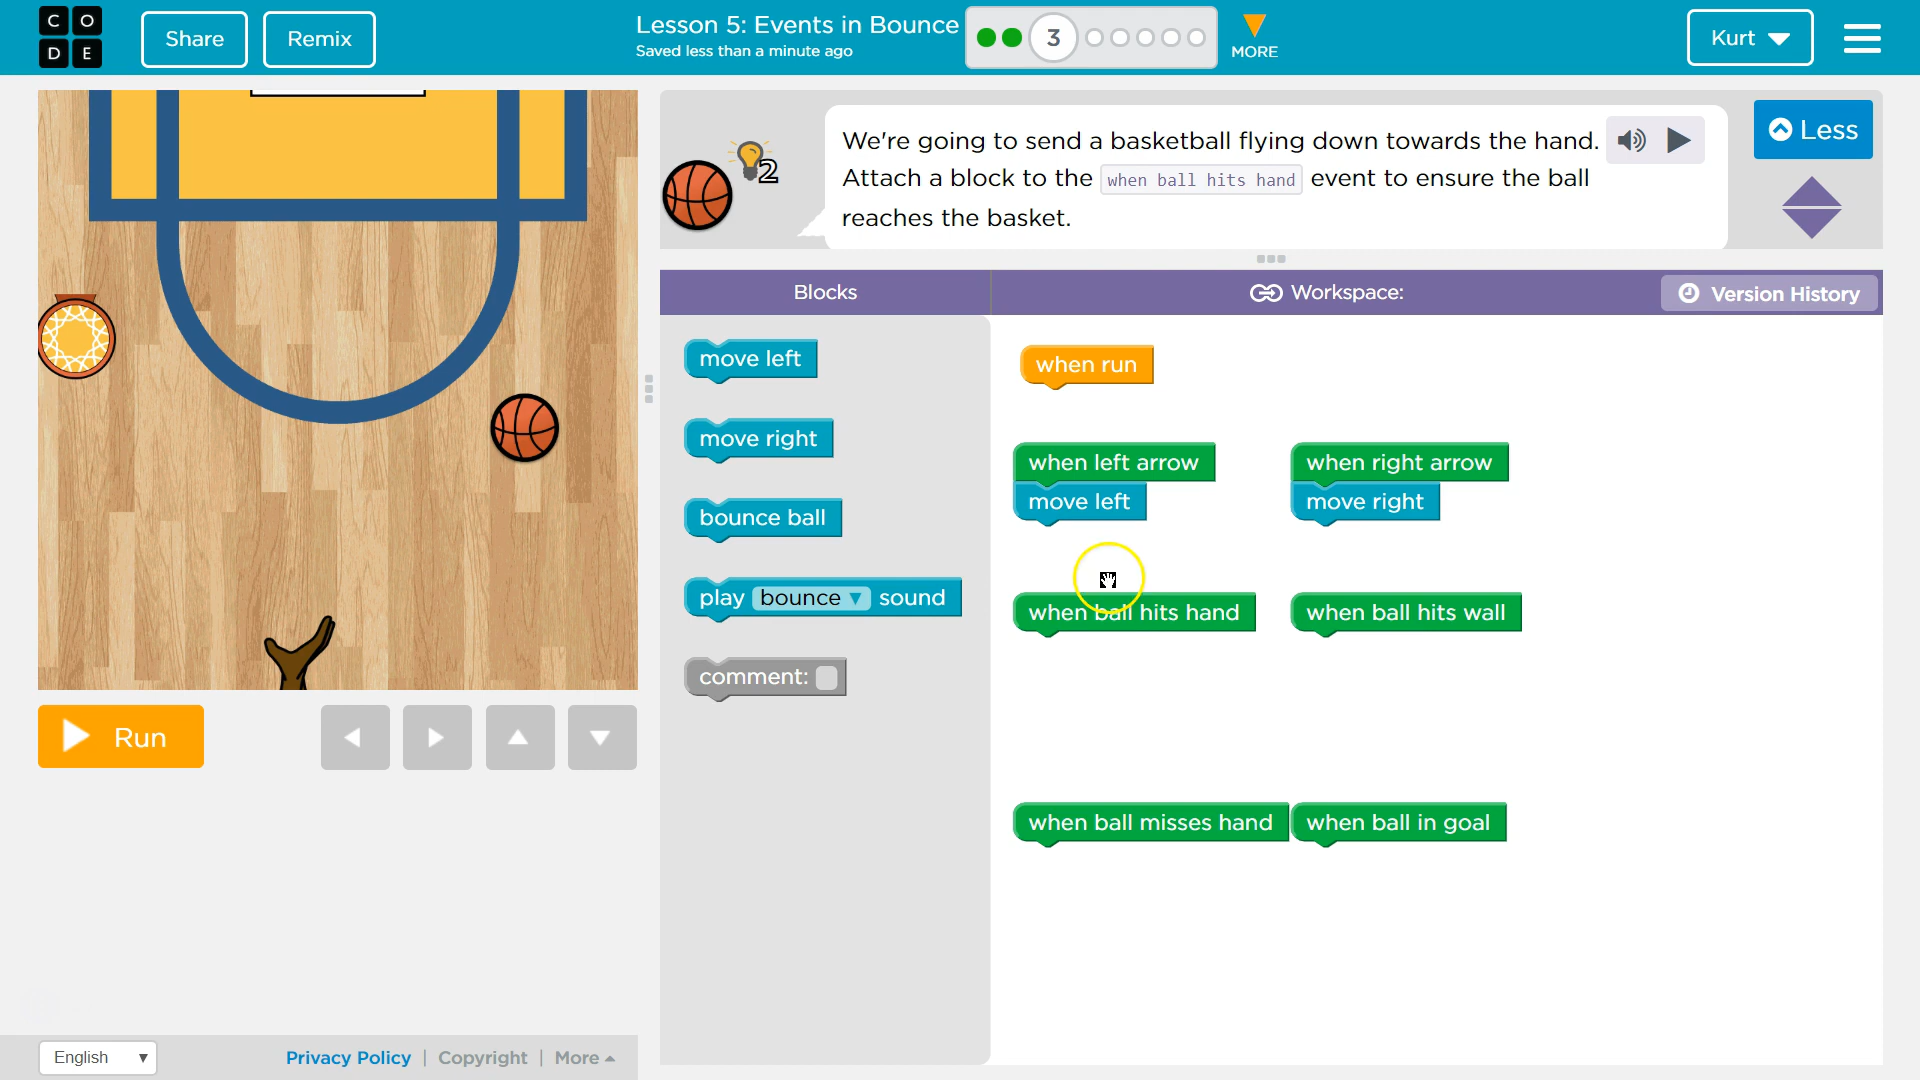 C O
D E
Share
Remix
Lesson 5: Events in Bounce
Saved less than a minute ago
3
MORE
Kurt
2
We're going to send a basketball flying down towards the hand.
Attach a block to the when ball hits hand event to ensure the ball
reaches the basket.
Less
Blocks
Workspace:
Version History
move left
move right
bounce ball
play bounce sound
comment:
when run
when left arrow
move left
when right arrow
move right
when ball hits hand
when ball hits wall
when ball misses hand
when ball in goal
Run
English
Privacy Policy | Copyright | More